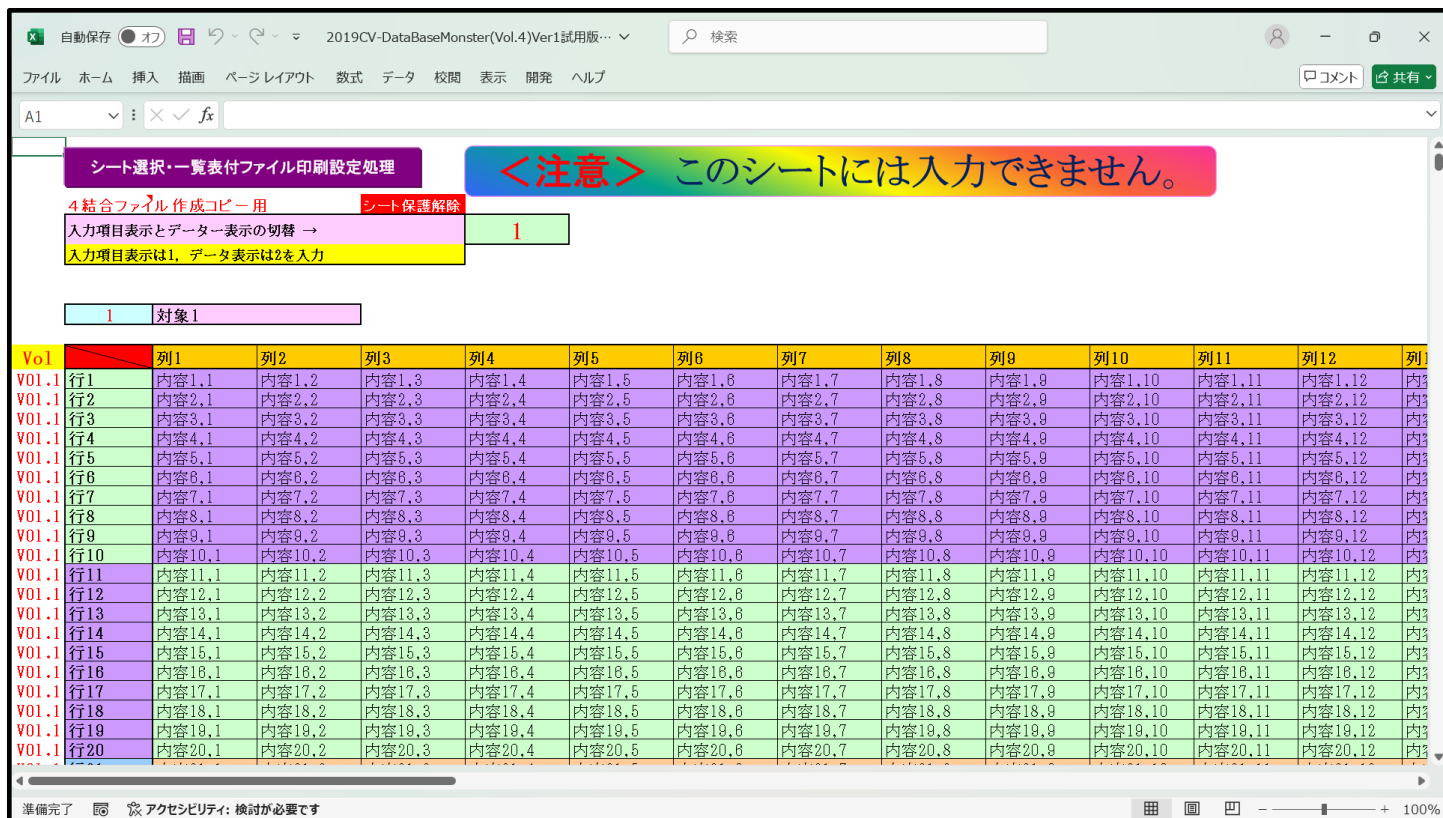 自動保存 オフ 2019CV-DataBaseMonster(Vol.4)Ver1試用版… 検索
ファイル ホーム 挿入 描画 ページ レイアウト 数式 データ 校閲 表示 開発 ヘルプ コメント 共有
A1 fx
シート選択・一覧表付ファイル印刷設定処理
＜注意＞ このシートには入力できません。
４結合ファイル作成コピー用 シート保護解除
入力項目表示とデーター表示の切替 → 1
入力項目表示は1，データ表示は2を入力
1 対象1
Vol 列1 列2 列3 列4 列5 列6 列7 列8 列9 列10 列11 列12 列1
VOl.1 行1 内容1,1 内容1,2 内容1,3 内容1,4 内容1,5 内容1,6 内容1,7 内容1,8 内容1,9 内容1,10 内容1,11 内容1,12
VOl.1 行2 内容2,1 内容2,2 内容2,3 内容2,4 内容2,5 内容2,6 内容2,7 内容2,8 内容2,9 内容2,10 内容2,11 内容2,12
VOl.1 行3 内容3,1 内容3,2 内容3,3 内容3,4 内容3,5 内容3,6 内容3,7 内容3,8 内容3,9 内容3,10 内容3,11 内容3,12
VOl.1 行4 内容4,1 内容4,2 内容4,3 内容4,4 内容4,5 内容4,6 内容4,7 内容4,8 内容4,9 内容4,10 内容4,11 内容4,12
VOl.1 行5 内容5,1 内容5,2 内容5,3 内容5,4 内容5,5 内容5,6 内容5,7 内容5,8 内容5,9 内容5,10 内容5,11 内容5,12
VOl.1 行6 内容6,1 内容6,2 内容6,3 内容6,4 内容6,5 内容6,6 内容6,7 内容6,8 内容6,9 内容6,10 内容6,11 内容6,12
VOl.1 行7 内容7,1 内容7,2 内容7,3 内容7,4 内容7,5 内容7,6 内容7,7 内容7,8 内容7,9 内容7,10 内容7,11 内容7,12
VOl.1 行8 内容8,1 内容8,2 内容8,3 内容8,4 内容8,5 内容8,6 内容8,7 内容8,8 内容8,9 内容8,10 内容8,11 内容8,12
VOl.1 行9 内容9,1 内容9,2 内容9,3 内容9,4 内容9,5 内容9,6 内容9,7 内容9,8 内容9,9 内容9,10 内容9,11 内容9,12
VOl.1 行10 内容10,1 内容10,2 内容10,3 内容10,4 内容10,5 内容10,6 内容10,7 内容10,8 内容10,9 内容10,10 内容10,11 内容10,12
VOl.1 行11 内容11,1 内容11,2 内容11,3 内容11,4 内容11,5 内容11,6 内容11,7 内容11,8 内容11,9 内容11,10 内容11,11 内容11,12
VOl.1 行12 内容12,1 内容12,2 内容12,3 内容12,4 内容12,5 内容12,6 内容12,7 内容12,8 内容12,9 内容12,10 内容12,11 内容12,12
VOl.1 行13 内容13,1 内容13,2 内容13,3 内容13,4 内容13,5 内容13,6 内容13,7 内容13,8 内容13,9 内容13,10 内容13,11 内容13,12
VOl.1 行14 内容14,1 内容14,2 内容14,3 内容14,4 内容14,5 内容14,6 内容14,7 内容14,8 内容14,9 内容14,10 内容14,11 内容14,12
VOl.1 行15 内容15,1 内容15,2 内容15,3 内容15,4 内容15,5 内容15,6 内容15,7 内容15,8 内容15,9 内容15,10 内容15,11 内容15,12
VOl.1 行16 内容16,1 内容16,2 内容16,3 内容16,4 内容16,5 内容16,6 内容16,7 内容16,8 内容16,9 内容16,10 内容16,11 内容16,12
VOl.1 行17 内容17,1 内容17,2 内容17,3 内容17,4 内容17,5 内容17,6 内容17,7 内容17,8 内容17,9 内容17,10 内容17,11 内容17,12
VOl.1 行18 内容18,1 内容18,2 内容18,3 内容18,4 内容18,5 内容18,6 内容18,7 内容18,8 内容18,9 内容18,10 内容18,11 内容18,12
VOl.1 行19 内容19,1 内容19,2 内容19,3 内容19,4 内容19,5 内容19,6 内容19,7 内容19,8 内容19,9 内容19,10 内容19,11 内容19,12
VOl.1 行20 内容20,1 内容20,2 内容20,3 内容20,4 内容20,5 内容20,6 内容20,7 内容20,8 内容20,9 内容20,10 内容20,11 内容20,12
準備完了 アクセシビリティ: 検討が必要です 100%